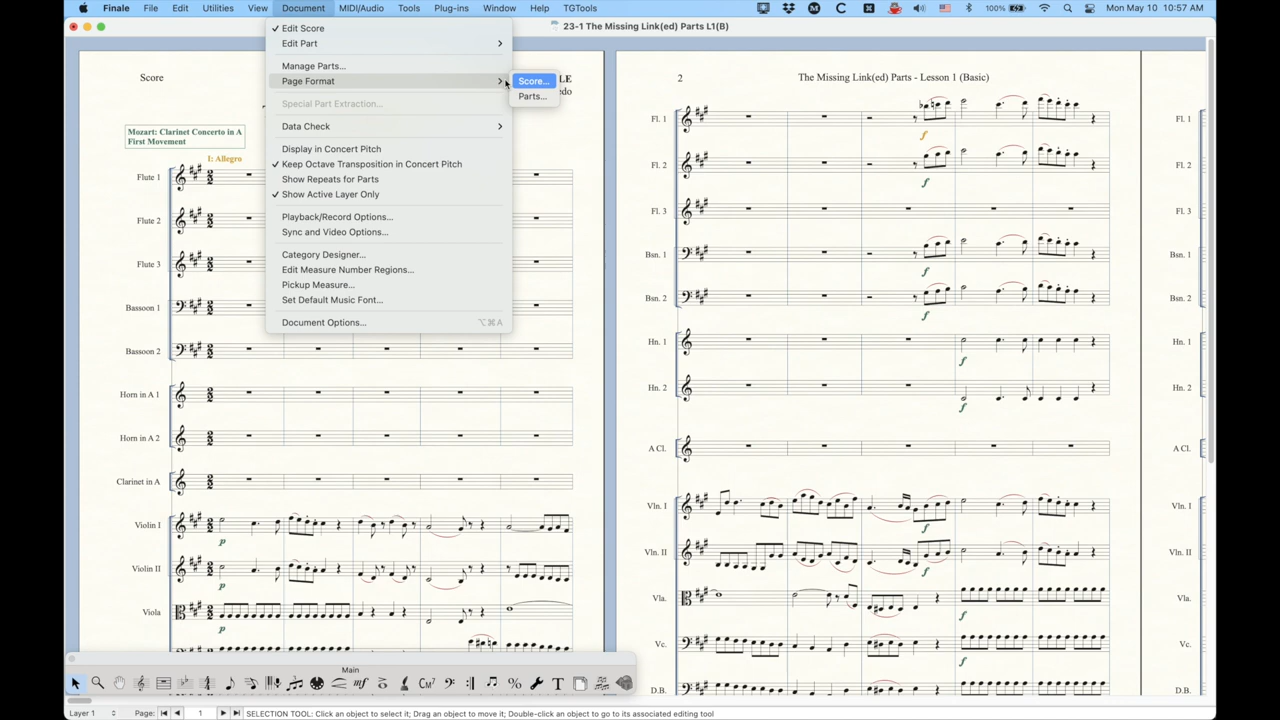 Finale File Edit Utilities View Document MIDI/Audio Tools Plug-ins Window Help TGTools 100% Mon May 10 10:57 AM
23-1 The Missing Link(ed) Parts L1(B)
Edit Score
Edit Part
Manage Parts...
Page Format
Score...
Parts...
Special Part Extraction...
Data Check
Display in Concert Pitch
Keep Octave Transposition in Concert Pitch
Show Repeats for Parts
Show Active Layer Only
Playback/Record Options...
Sync and Video Options...
Category Designer...
Edit Measure Number Regions...
Pickup Measure...
Set Default Music Font...
Document Options... ⌥⌘A
Score
Mozart: Clarinet Concerto in A
First Movement
I: Allegro
Flute 1
Flute 2
Flute 3
Bassoon 1
Bassoon 2
Horn in A 1
Horn in A 2
Clarinet in A
Violin I
p
Violin II
p
Viola
p
2 The Missing Link(ed) Parts - Lesson 1 (Basic)
Fl. 1 Fl. 1
f
Fl. 2 Fl. 2
f
Fl. 3 Fl. 3
Bsn. 1 Bsn. 1
f
Bsn. 2 Bsn. 2
f
Hn. 1 Hn. 1
f
Hn. 2 Hn. 2
f
A Cl. A Cl.
Vln. I Vln. I
f
Vln. II Vln. II
f
Vla. Vla.
f
Vc. Vc.
f
D.B. D.B.
Main
mf CM7 % T
Layer 1 Page: 1 SELECTION TOOL: Click an object to select it; Drag an object to move it; Double-click an object to go to its associated editing tool